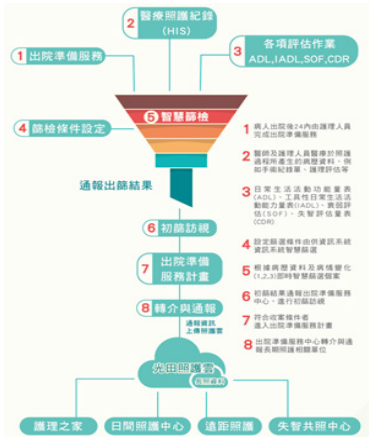 2 醫療照護紀錄
(HIS)
1 出院準備服務
3 各項評估作業
ADL,IADL,SOF,CDR
5 智慧篩檢
4 篩檢條件設定
通報出篩結果
6 初篩訪視
7 出院準備
服務計畫
8 轉介與通報
通報資訊
上傳照護雲
光田照護雲
長照資料
護理之家
日間照護中心
遠距照護
失智共照中心
1 病人出院後24內由護理人員
完成出院準備服務
2 醫師及護理人員醫療於照護
過程所產生的病歷資料，例
如手術紀錄單、護理評估等
3 日常生活活動功能量表
(ADL)、工具性日常生活活
動能力量表(IADL)、衰弱評
估(SOF)、失智評估量表
(CDR)
4 設定篩選條件由供資訊系統
資訊系統智慧篩選
5 根據病歷資料及病情變化
(1,2,3)即時智慧篩選個案
6 初篩結果通報出院準備服務
中心，進行初篩訪視
7 符合收案條件者
進入出院準備服務計畫
8 出院準備服務中心轉介與通
報長期照護相關單位